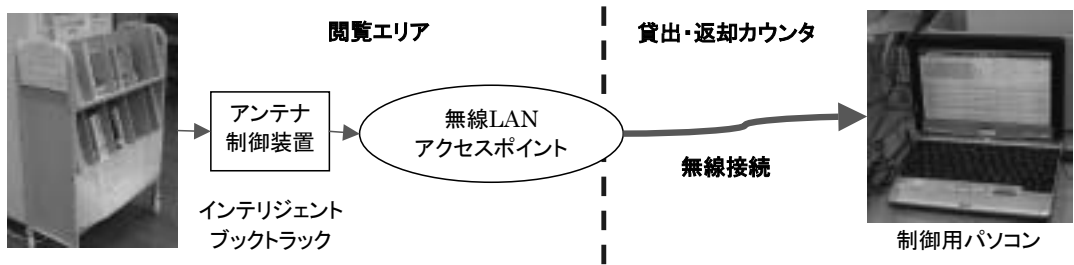 閲覧エリア
貸出・返却カウンタ
アンテナ
制御装置
無線LAN
アクセスポイント
無線接続
インテリジェント
ブックトラック
制御用パソコン